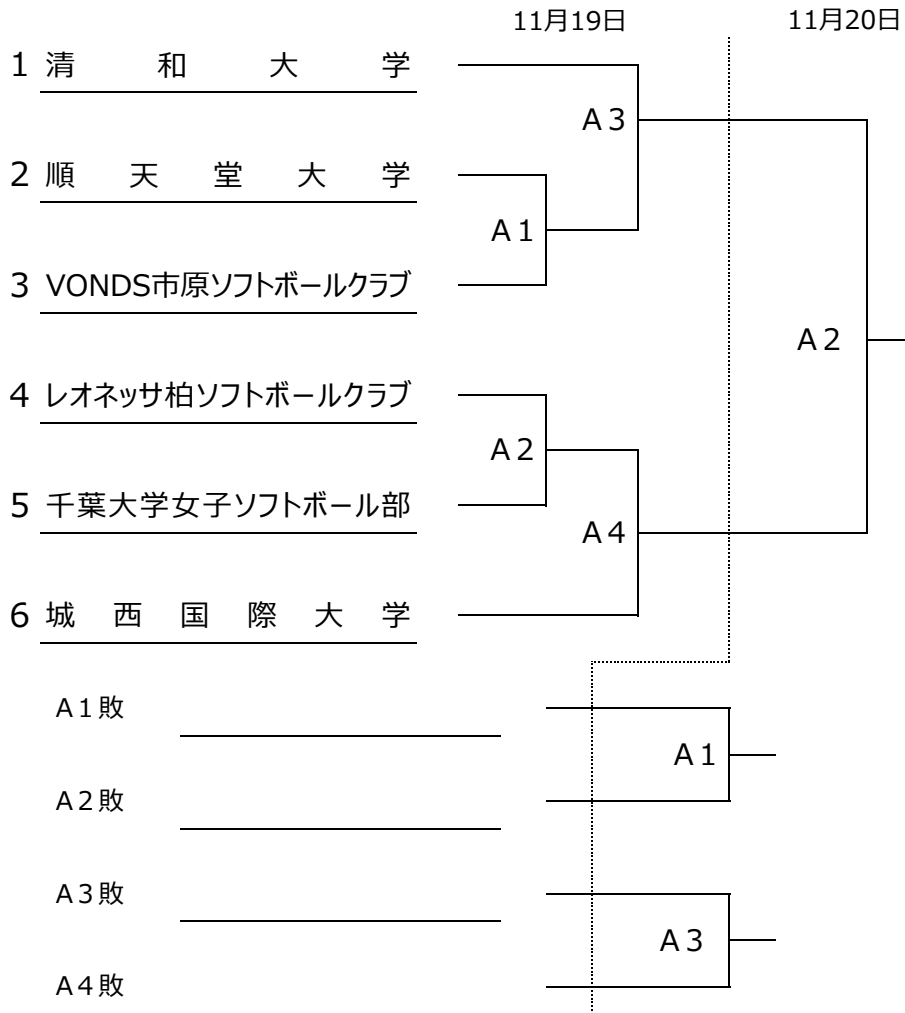 11月19日 11月20日
1 清和大学
A3
2 順天堂大学
A1
3 VONDS市原ソフトボールクラブ
A2
4 レオネッサ柏ソフトボールクラブ
A2
5 千葉大学女子ソフトボール部
A4
6 城西国際大学
A1敗
A1
A2敗
A3敗
A3
A4敗